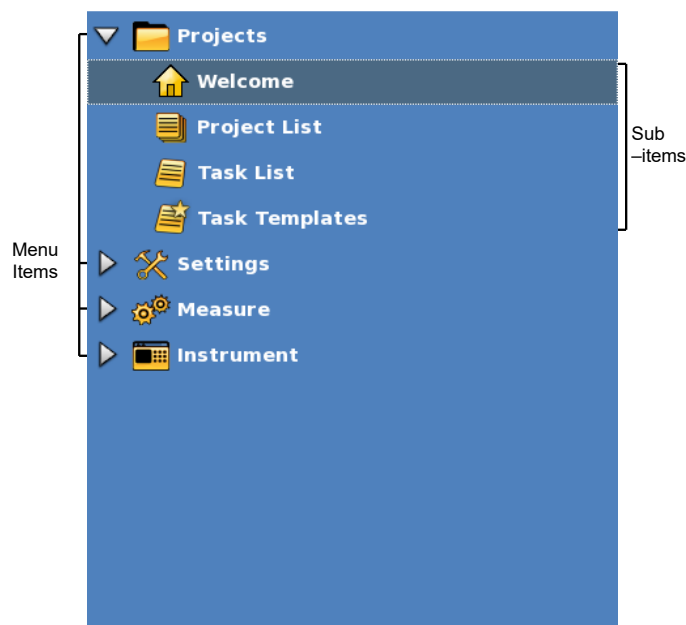 Projects
Welcome
Project List
Task List
Task Templates
Settings
Measure
Instrument
Menu
Items
Sub
–items